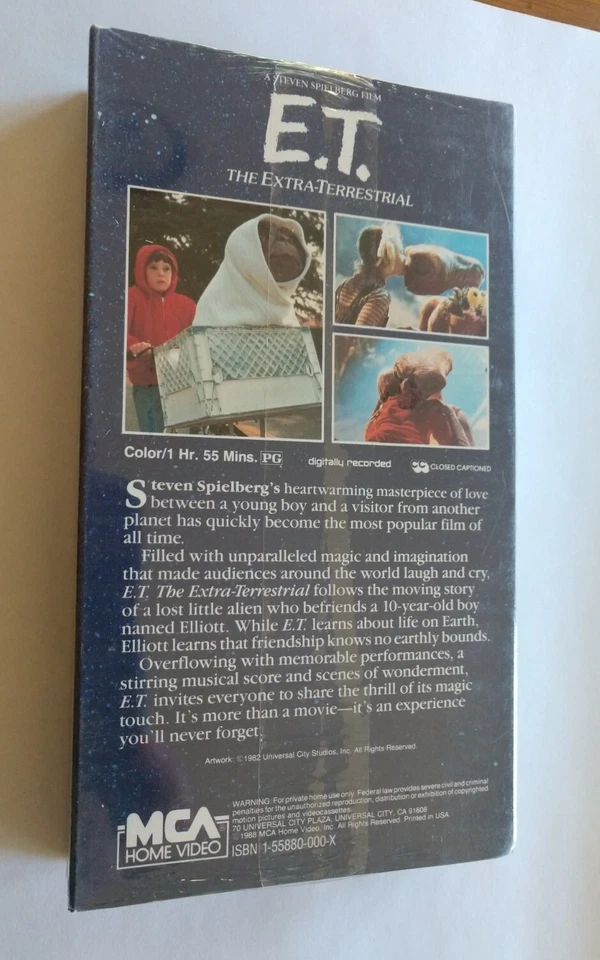 A STEVEN SPIELBERG FILM
E.T.
THE EXTRA-TERRESTRIAL
Color/1 Hr. 55 Mins. PG digitally recorded CC CLOSED CAPTIONED
Steven Spielberg's heartwarming masterpiece of love
between a young boy and a visitor from another
planet has quickly become the most popular film of
all time.
Filled with unparalleled magic and imagination
that made audiences around the world laugh and cry,
E.T. The Extra-Terrestrial follows the moving story
of a lost little alien who befriends a 10-year-old boy
named Elliott. While E.T. learns about life on Earth,
Elliott learns that friendship knows no earthly bounds.
Overflowing with memorable performances, a
stirring musical score and scenes of wonderment,
E.T. invites everyone to share the thrill of its magic
touch. It's more than a movie—it's an experience
you'll never forget.
Artwork: ©1982 Universal City Studios, Inc. All Rights Reserved.
MCA®
HOME VIDEO
WARNING: For private home use only. Federal law provides severe civil and criminal
penalties for the unauthorized reproduction, distribution or exhibition of copyrighted
motion pictures and videocassettes.
70 UNIVERSAL CITY PLAZA, UNIVERSAL CITY, CA 91608
©1988 MCA Home Video, Inc. All Rights Reserved. Printed in USA
ISBN 1-55880-000-X